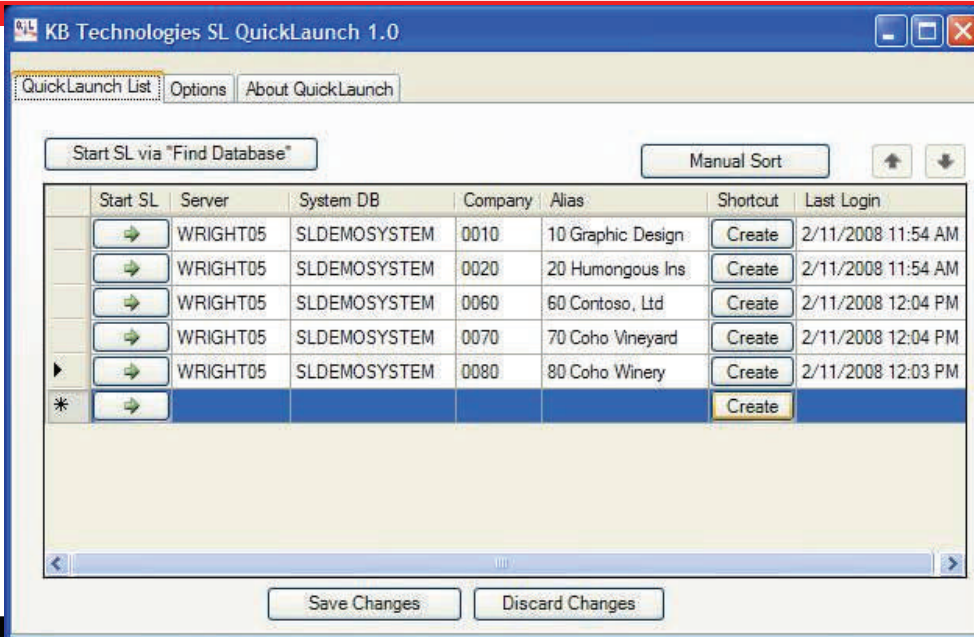 KB Technologies SL QuickLaunch 1.0
QuickLaunch List Options About QuickLaunch
Start SL via "Find Database" Manual Sort
Start SL Server System DB Company Alias Shortcut Last Login
WRIGHT05 SLDEMOSYSTEM 0010 10 Graphic Design Create 2/11/2008 11:54 AM
WRIGHT05 SLDEMOSYSTEM 0020 20 Humongous Ins Create 2/11/2008 11:54 AM
WRIGHT05 SLDEMOSYSTEM 0060 60 Contoso, Ltd Create 2/11/2008 12:04 PM
WRIGHT05 SLDEMOSYSTEM 0070 70 Coho Vineyard Create 2/11/2008 12:04 PM
WRIGHT05 SLDEMOSYSTEM 0080 80 Coho Winery Create 2/11/2008 12:03 PM
* Create
Save Changes Discard Changes